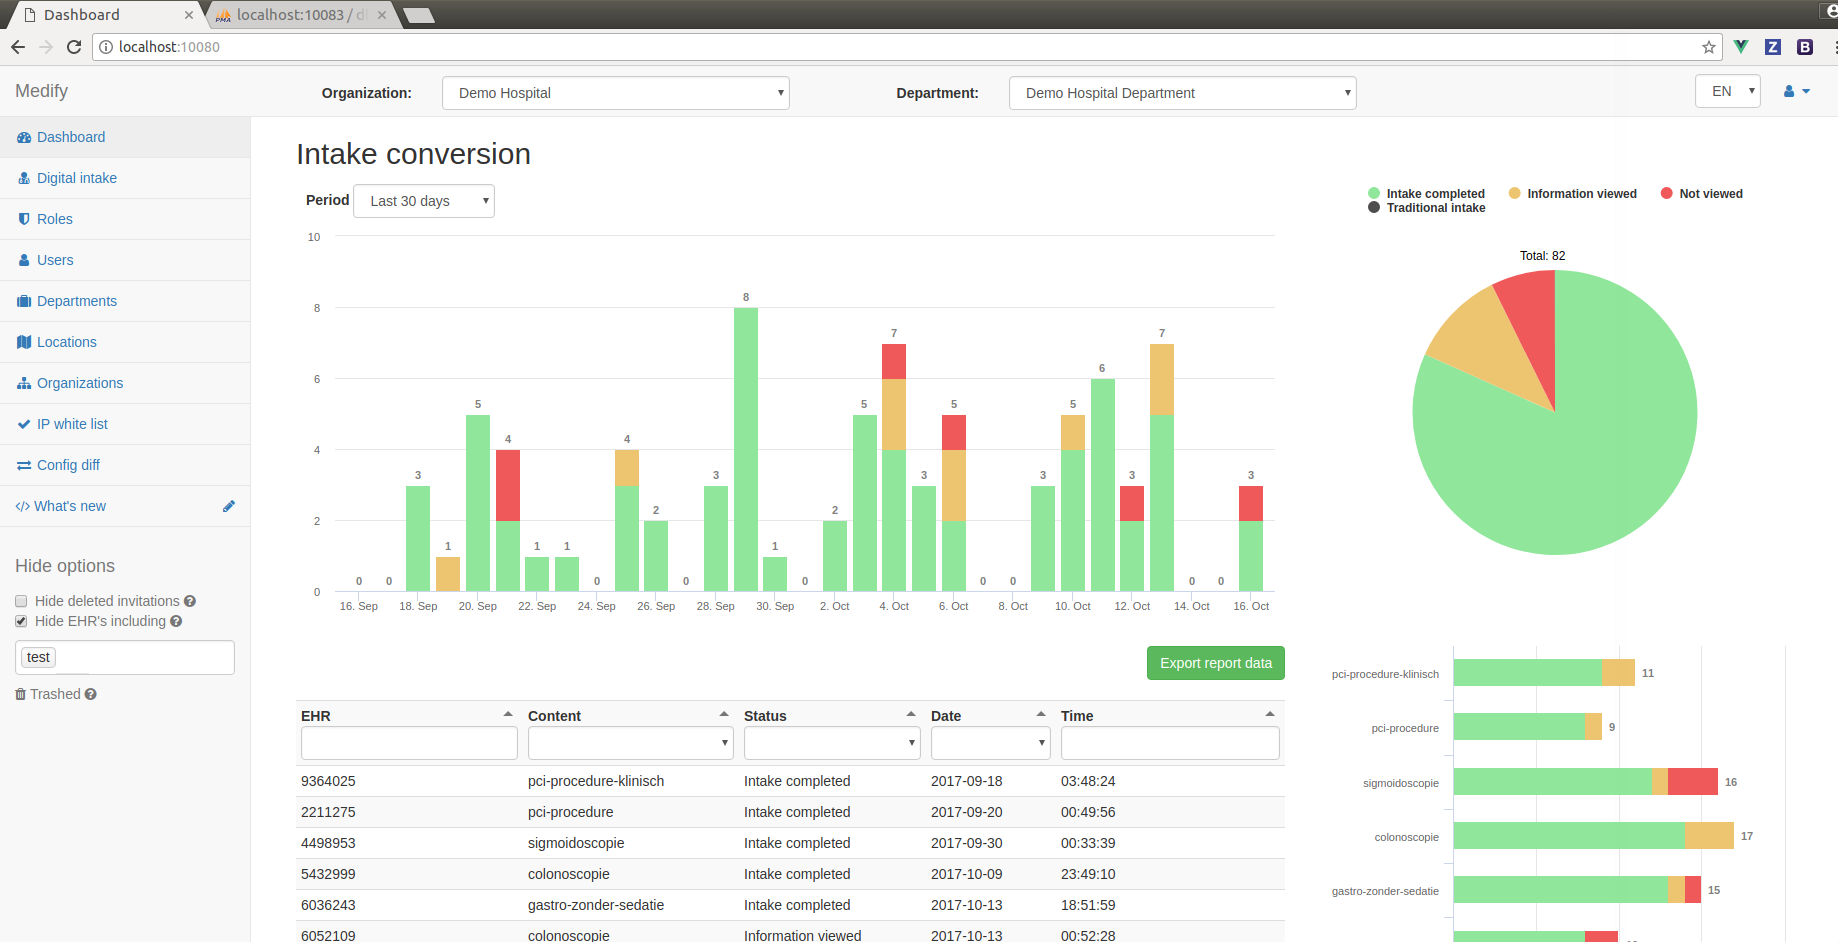 Dashboard
localhost:10083 / d
localhost:10080
Medify
Organization:
Demo Hospital
Department:
Demo Hospital Department
EN
Dashboard
Digital intake
Roles
Users
Departments
Locations
Organizations
IP white list
Config diff
What's new
Hide options
Hide deleted invitations
Hide EHR's including
test
Trashed
Intake conversion
Period
Last 30 days
10
8
6
4
2
0
0 0 3 1 5 4 1 1 0 4 2 0 3 8 1 0 2 5 7 3 5 0 0 3 5 6 3 7 0 0 3
16. Sep 18. Sep 20. Sep 22. Sep 24. Sep 26. Sep 28. Sep 30. Sep 2. Oct 4. Oct 6. Oct 8. Oct 10. Oct 12. Oct 14. Oct 16. Oct
Intake completed Information viewed Not viewed
Traditional intake
Total: 82
Export report data
EHR Content Status Date Time
9364025 pci-procedure-klinisch Intake completed 2017-09-18 03:48:24
2211275 pci-procedure Intake completed 2017-09-20 00:49:56
4498953 sigmoidoscopie Intake completed 2017-09-30 00:33:39
5432999 colonoscopie Intake completed 2017-10-09 23:49:10
6036243 gastro-zonder-sedatie Intake completed 2017-10-13 18:51:59
6052109 colonoscopie Information viewed 2017-10-13 00:52:28
pci-procedure-klinisch 11
pci-procedure 9
sigmoidoscopie 16
colonoscopie 17
gastro-zonder-sedatie 15